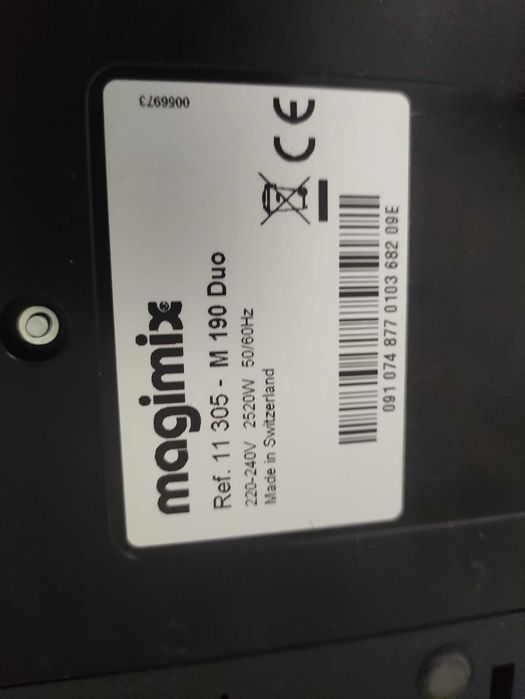 magimix®
Ref. 11 305 - M 190 Duo
220-240V 2520W 50/60Hz
Made in Switzerland
CE
091 074 877 0103 682 09E
0056973